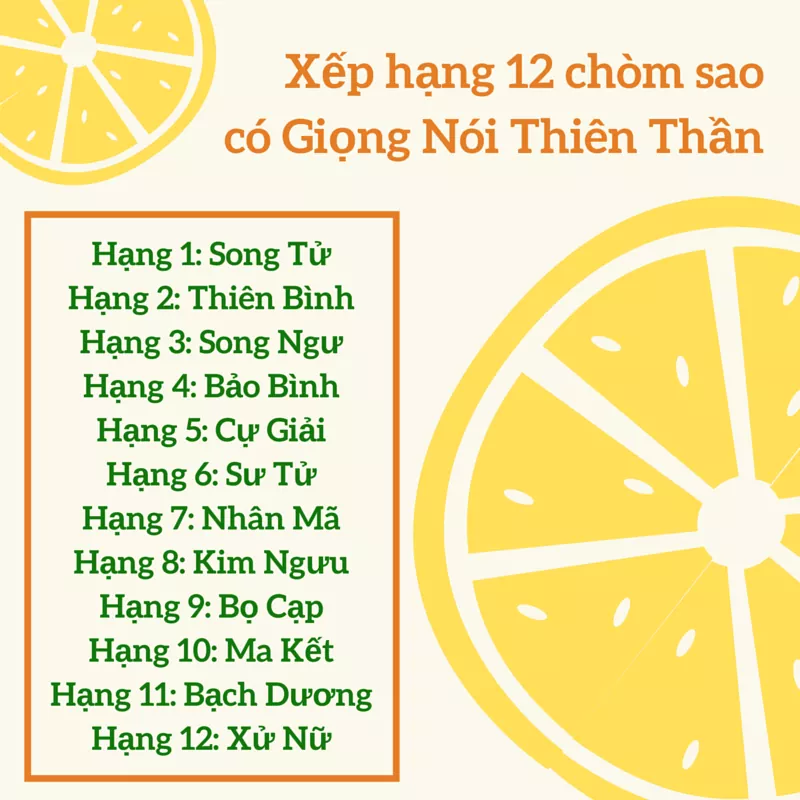 Xếp hạng 12 chòm sao
có Giọng Nói Thiên Thần
Hạng 1: Song Tử
Hạng 2: Thiên Bình
Hạng 3: Song Ngư
Hạng 4: Bảo Bình
Hạng 5: Cự Giải
Hạng 6: Sư Tử
Hạng 7: Nhân Mã
Hạng 8: Kim Ngưu
Hạng 9: Bọ Cạp
Hạng 10: Ma Kết
Hạng 11: Bạch Dương
Hạng 12: Xử Nữ